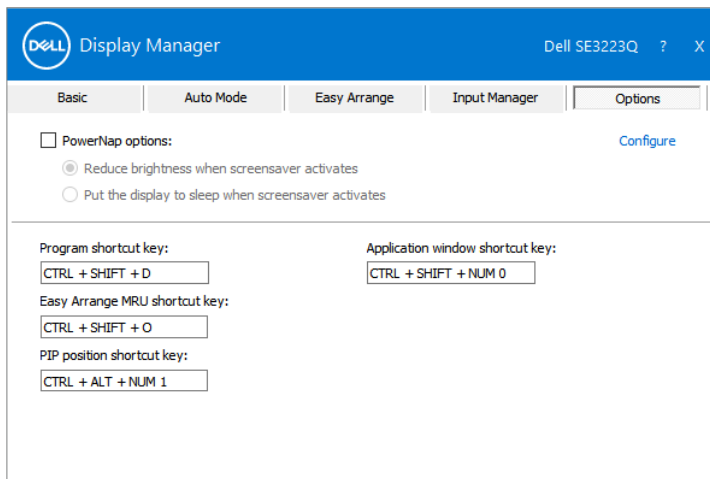 DELL Display Manager Dell SE3223Q ? X
Basic Auto Mode Easy Arrange Input Manager Options
PowerNap options: Configure
Reduce brightness when screensaver activates
Put the display to sleep when screensaver activates
Program shortcut key: Application window shortcut key:
CTRL + SHIFT + D CTRL + SHIFT + NUM 0
Easy Arrange MRU shortcut key:
CTRL + SHIFT + O
PIP position shortcut key:
CTRL + ALT + NUM 1